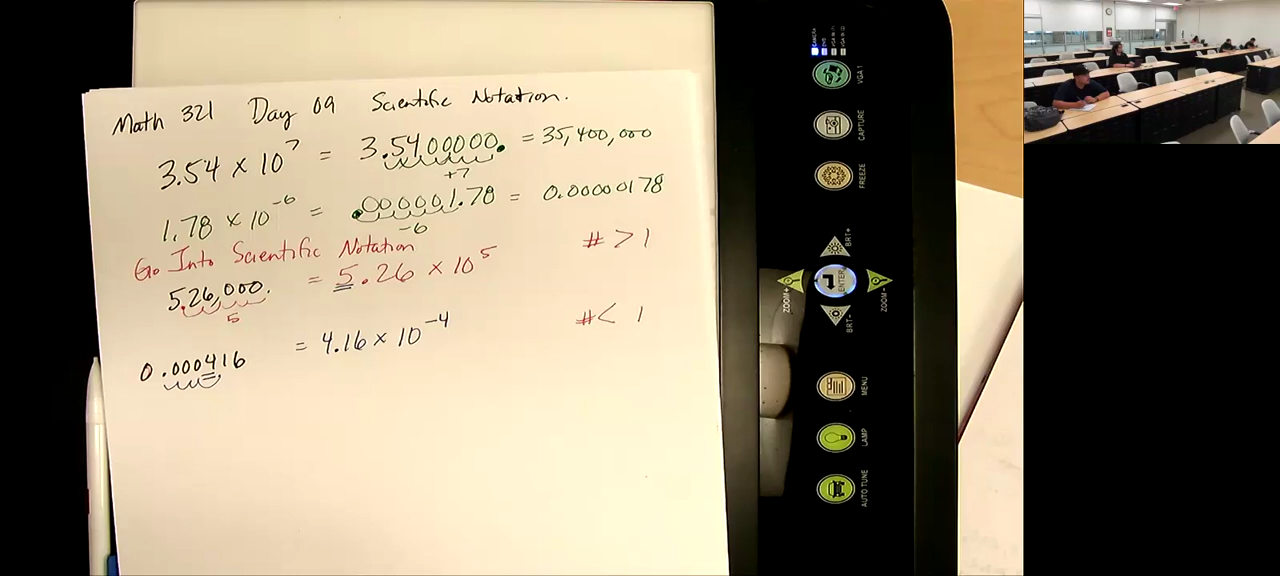 Math 321 Day 09 Scientific Notation.
3.54 × 10^7 = 3.5400000. = 35,400,000
+7
1.78 × 10^-6 = .000001.78 = 0.00000178
-6
Go Into Scientific Notation # > 1
526,000. = 5.26 × 10^5
5
0.000416 = 4.16 × 10^-4 # < 1
CAMERA
VGA 1
CAPTURE
FREEZE
BRT+
ZOOM+ ENTER ZOOM-
BRT-
MENU
LAMP
AUTO TUNE